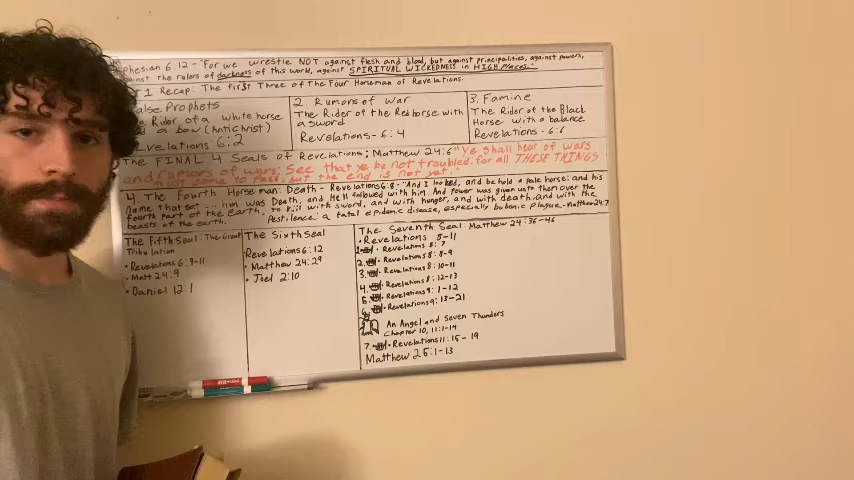 phesian 6:12 - "For we wrestle NOT against flesh and blood, but against principalities, against powers,
against the rulers of darkness of this world, against SPIRITUAL WICKEDNESS in HIGH Places."
1 Recap: The first Three of The Four Horseman of Revelations.
alse Prophets
Rider of a white horse
a bow (Antichrist)
evelations 6:2
2. Rumors of War
The Rider of the Red horse with
a sword
Revelations - 6:4
3. Famine
The Rider of the Black
Horse with a balance
Revelations - 6:6
The FINAL 4 Seals of Revelations; Matthew 24:6 "Ye shall hear of wars
and rumors of wars: See that ye be not troubled: for all THESE THINGS
must come to pass, but the end is not yet."
4 The Fourth Horseman: Death - Revelations 6:8 - "And I looked, and behold a pale horse: and his
name that sat on him was Death, and Hell followed with him. And Power was given unto them over the
fourth part of the earth, to kill with sword, and with hunger, and with death, and with the
beasts of the earth.
Pestilence: a fatal epidemic disease, especially bubonic plague. - Matthew 24:7
The Fifth Seal: The Great
Tribulation
• Revelations 6:9-11
• Matt 24:9
• Daniel 12:1
The Sixth Seal
Revelations 6:12
• Matthew 24:29
• Joel 2:10
The Seventh Seal: Matthew 24:36-46
• Revelations 8-11
1. • Revelations 8:7
2. • Revelations 8:8-9
3. • Revelations 8:10-11
4. • Revelations 8:12-13
5. • Revelations 9:1-12
6. • Revelations 9:13-21
An Angel and Seven Thunders
Chapter 10, 11:1-14
7. • Revelations 11:15-19
Matthew 25:1-13